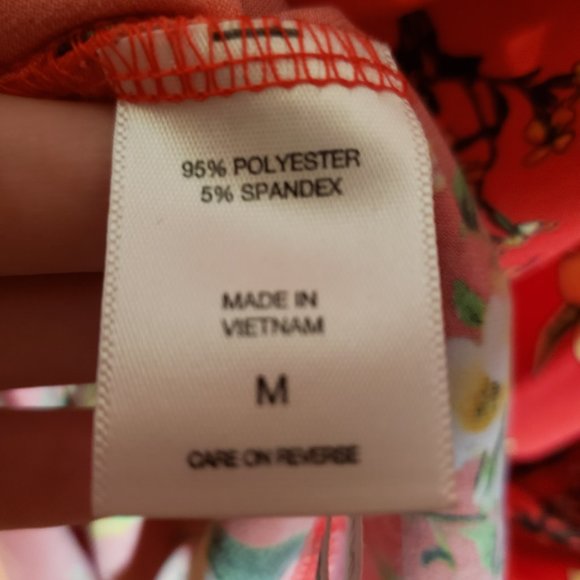 95% POLYESTER
5% SPANDEX
MADE IN
VIETNAM
M
CARE ON REVERSE